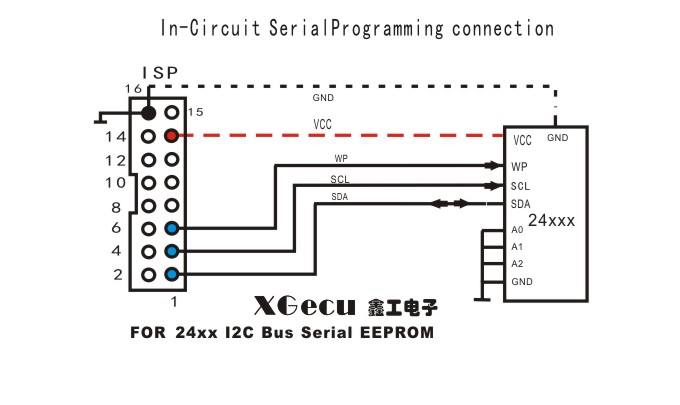 In-Circuit SerialProgramming connection
ISP
16
15
GND
14
VCC
VCC
GND
12
WP
WP
10
SCL
SCL
8
SDA
SDA
24xxx
6
A0
4
A1
A2
2
GND
1
XGecu 鑫工电子
FOR 24xx I2C Bus Serial EEPROM